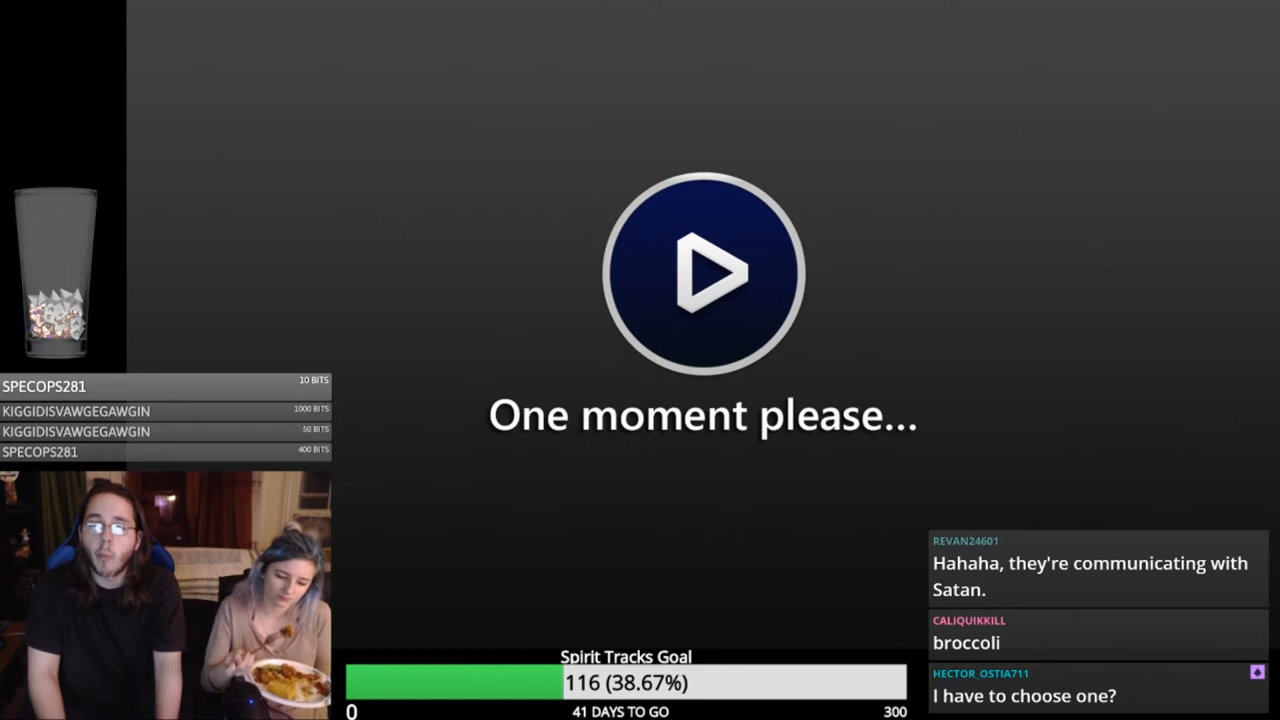 One moment please...
SPECOPS281 10 BITS
KIGGIDISVAWGEGAWGIN 1000 BITS
KIGGIDISVAWGEGAWGIN 50 BITS
SPECOPS281 400 BITS
REVAN24601
Hahaha, they're communicating with
Satan.
CALIQUIKKILL
broccoli
HECTOR_OSTIA711
I have to choose one?
Spirit Tracks Goal
116 (38.67%)
0 41 DAYS TO GO 300